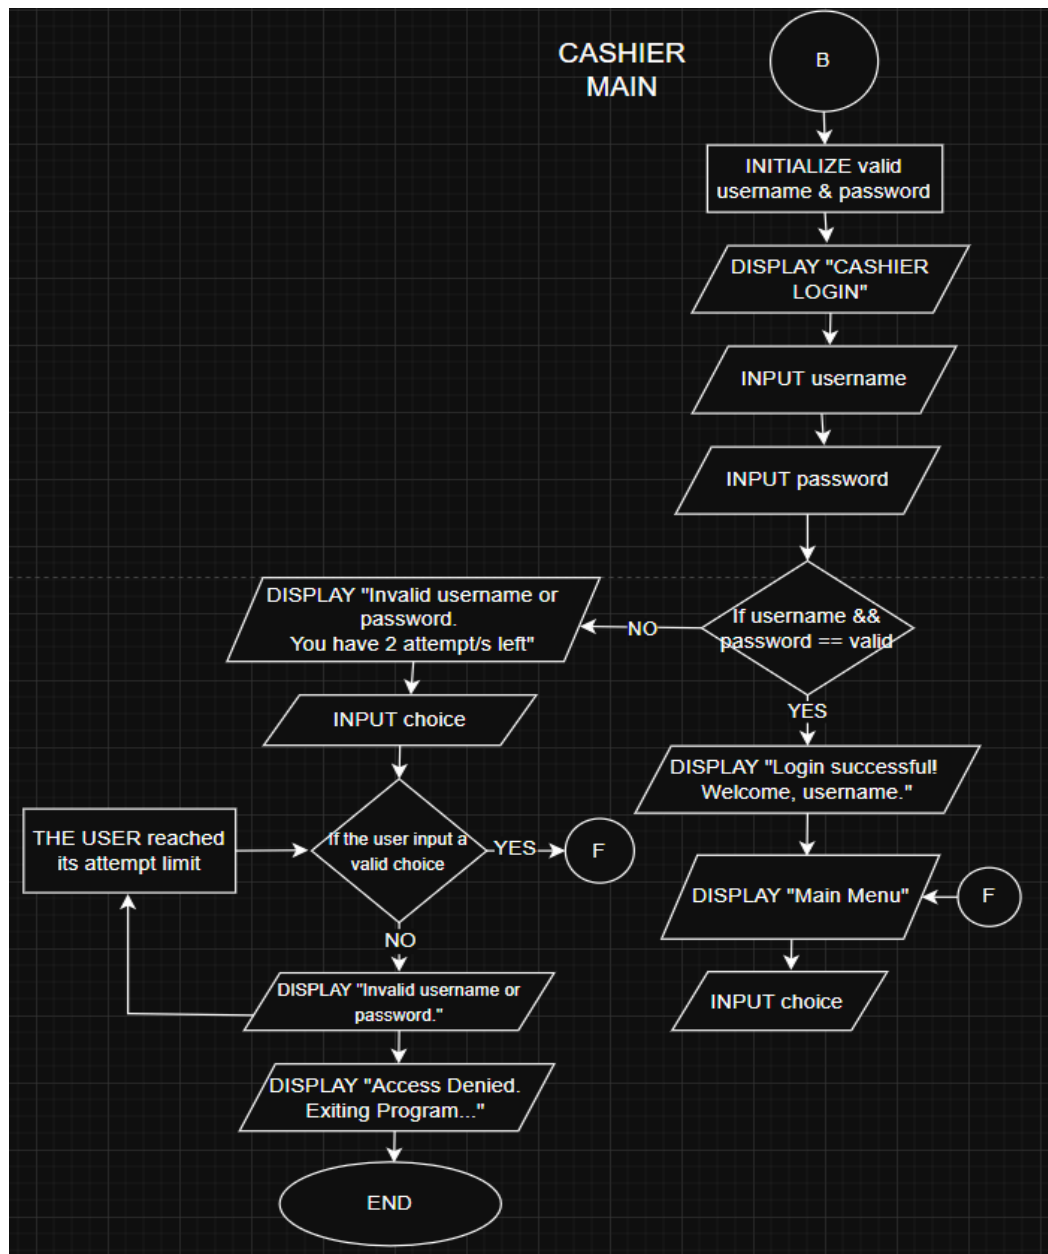 CASHIER
MAIN
B
INITIALIZE valid
username & password
DISPLAY "CASHIER
LOGIN"
INPUT username
INPUT password
If username &&
password == valid
NO
DISPLAY "Invalid username or
password.
You have 2 attempt/s left"
INPUT choice
If the user input a
valid choice
YES
F
THE USER reached
its attempt limit
NO
DISPLAY "Invalid username or
password."
DISPLAY "Access Denied.
Exiting Program..."
END
YES
DISPLAY "Login successful!
Welcome, username."
DISPLAY "Main Menu"
F
INPUT choice